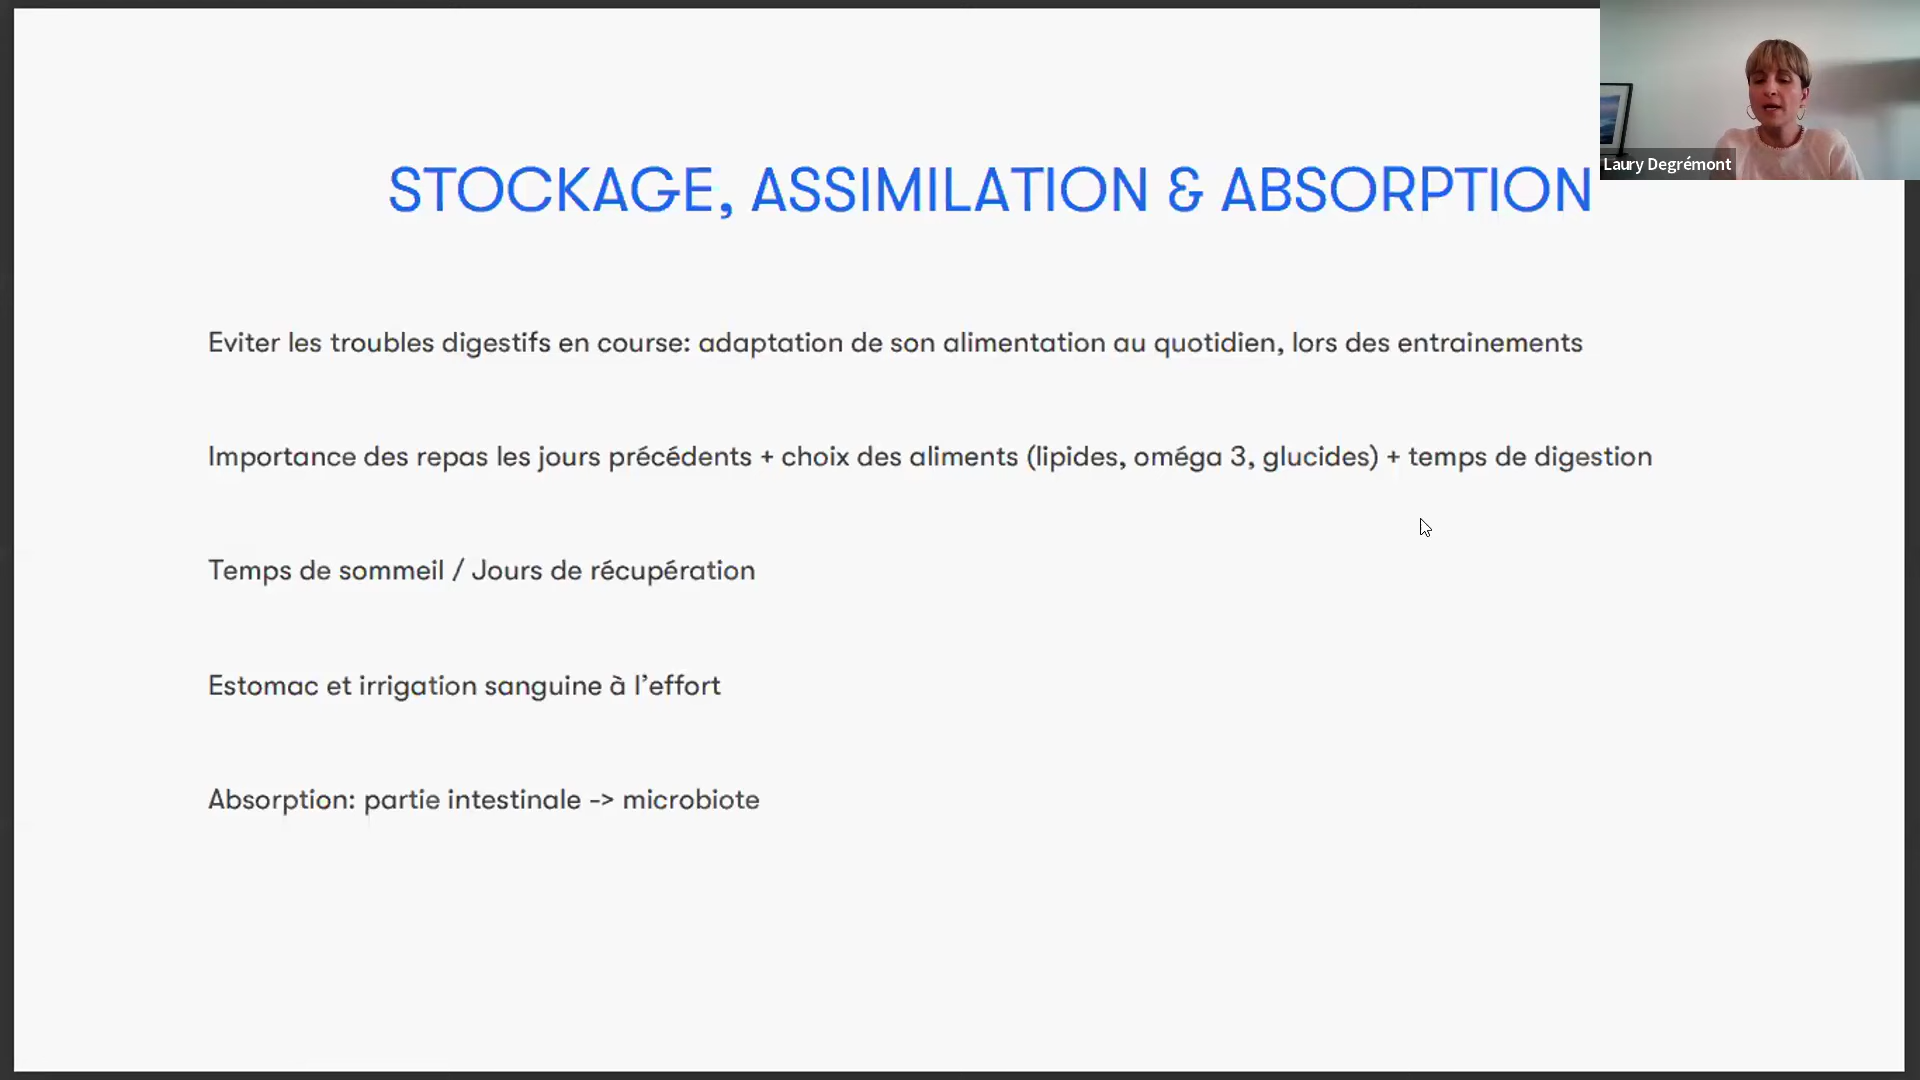 STOCKAGE, ASSIMILATION & ABSORPTION
Laury Degrémont
Eviter les troubles digestifs en course: adaptation de son alimentation au quotidien, lors des entrainements
Importance des repas les jours précédents + choix des aliments (lipides, oméga 3, glucides) + temps de digestion
Temps de sommeil / Jours de récupération
Estomac et irrigation sanguine à l’effort
Absorption: partie intestinale -> microbiote